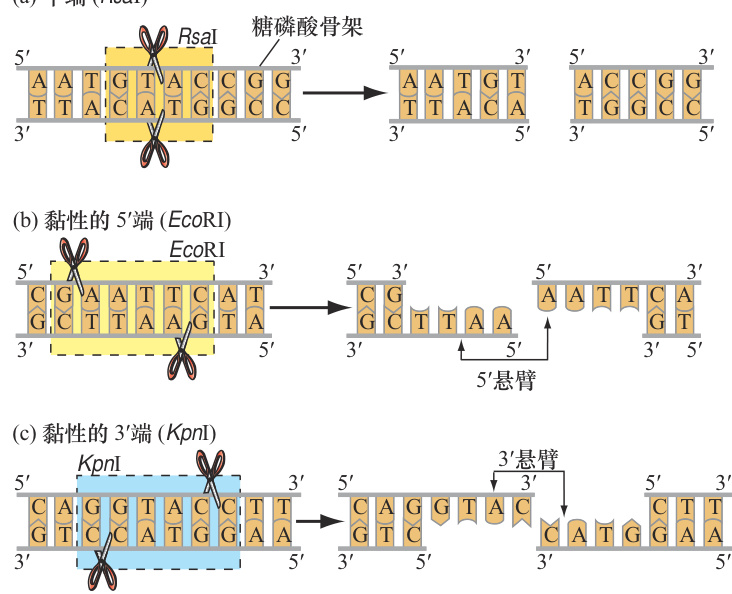 (a) 平端 (RsaI)
RsaI 糖磷酸骨架
5′ 3′ 5′ 3′ 5′ 3′
A A T G T A C C G G A A T G T A C C G G
T T A C A T G G C C T T A C A T G G C C
3′ 5′ 3′ 5′ 3′ 5′
(b) 黏性的 5′端 (EcoRI)
EcoRI
5′ 3′ 5′ 3′ 5′ 3′
C G A A T T C A T C G A A T T C A
G C T T A A G T A G C T T A A G T
3′ 5′ 3′ 5′ 3′ 5′
5′悬臂
(c) 黏性的 3′端 (KpnI)
KpnI 3′悬臂
5′ 3′ 5′ 3′ 5′ 3′
C A G G T A C C T T C A G G T A C C T T
G T C C A T G G A A G T C C A T G G A A
3′ 5′ 3′ 5′ 3′ 5′